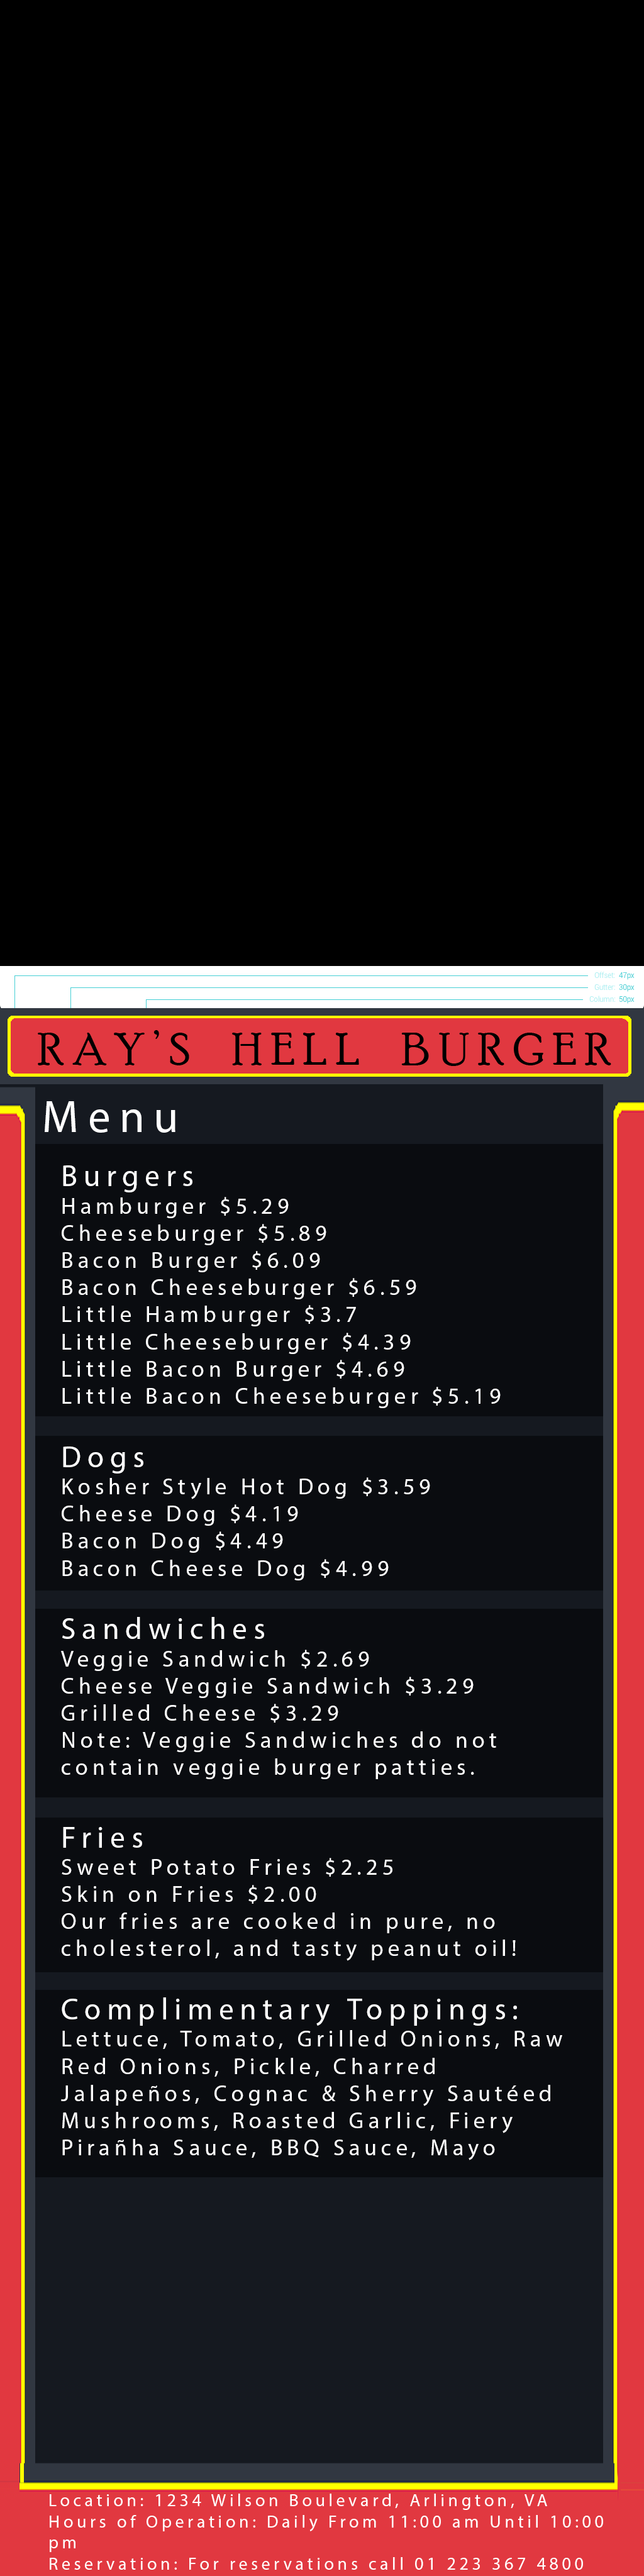 Offset: 47px
Gutter: 30px
Column: 50px
RAY'S HELL BURGER
Menu
Burgers
Hamburger $5.29
Cheeseburger $5.89
Bacon Burger $6.09
Bacon Cheeseburger $6.59
Little Hamburger $3.7
Little Cheeseburger $4.39
Little Bacon Burger $4.69
Little Bacon Cheeseburger $5.19
Dogs
Kosher Style Hot Dog $3.59
Cheese Dog $4.19
Bacon Dog $4.49
Bacon Cheese Dog $4.99
Sandwiches
Veggie Sandwich $2.69
Cheese Veggie Sandwich $3.29
Grilled Cheese $3.29
Note: Veggie Sandwiches do not
contain veggie burger patties.
Fries
Sweet Potato Fries $2.25
Skin on Fries $2.00
Our fries are cooked in pure, no
cholesterol, and tasty peanut oil!
Complimentary Toppings:
Lettuce, Tomato, Grilled Onions, Raw
Red Onions, Pickle, Charred
Jalapeños, Cognac & Sherry Sautéed
Mushrooms, Roasted Garlic, Fiery
Pirañha Sauce, BBQ Sauce, Mayo
Location: 1234 Wilson Boulevard, Arlington, VA
Hours of Operation: Daily From 11:00 am Until 10:00
pm
Reservation: For reservations call 01 223 367 4800